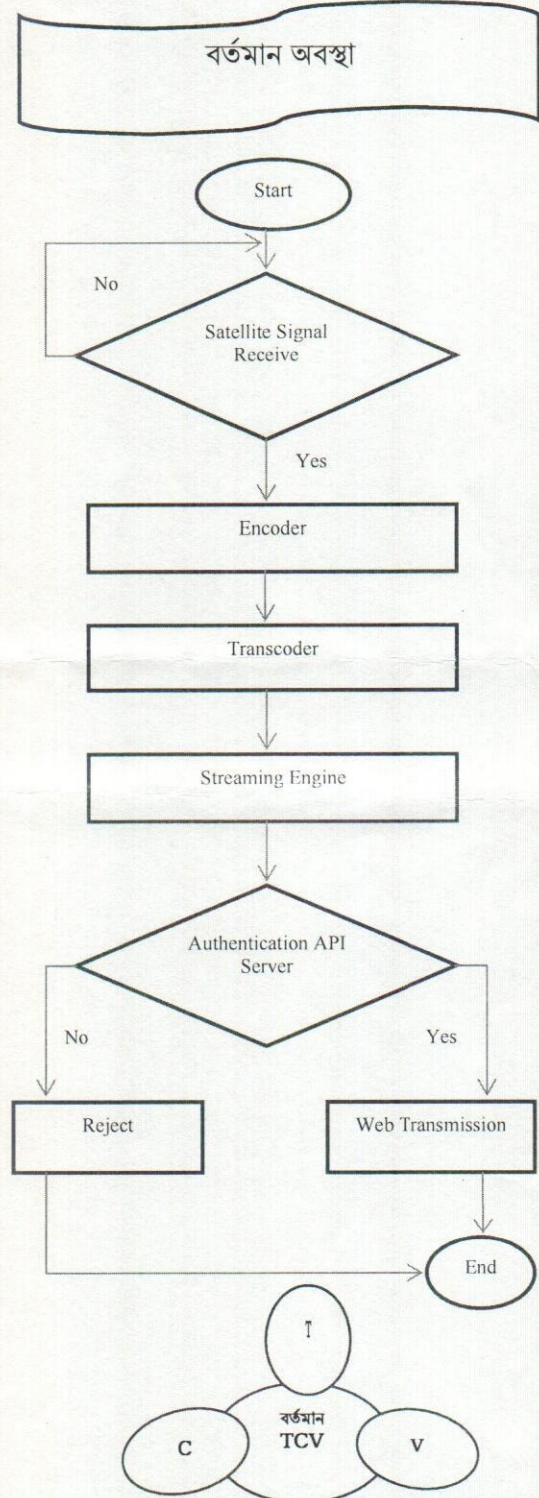 বর্তমান অবস্থা
Start
No
Satellite Signal
Receive
Yes
Encoder
Transcoder
Streaming Engine
Authentication API
Server
No
Yes
Reject
Web Transmission
End
T
বর্তমান
TCV
C
V